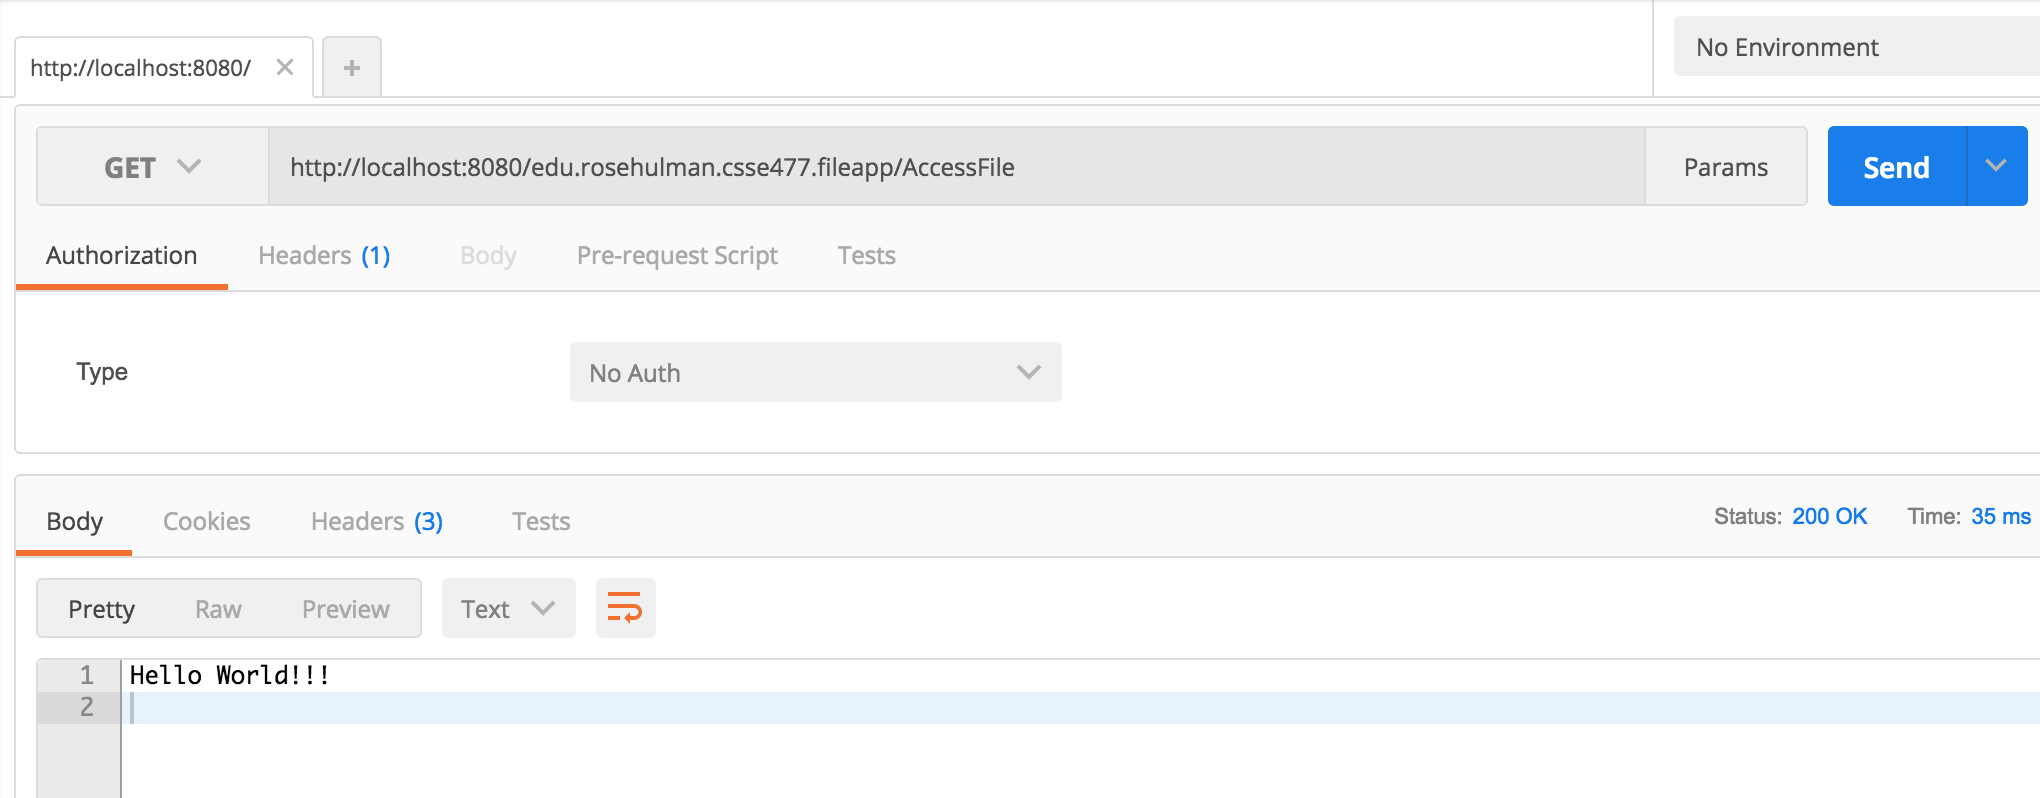 http://localhost:8080/
No Environment
GET http://localhost:8080/edu.rosehulman.csse477.fileapp/AccessFile Params Send
Authorization Headers (1) Body Pre-request Script Tests
Type No Auth
Body Cookies Headers (3) Tests Status: 200 OK Time: 35 ms
Pretty Raw Preview Text
1 Hello World!!!
2